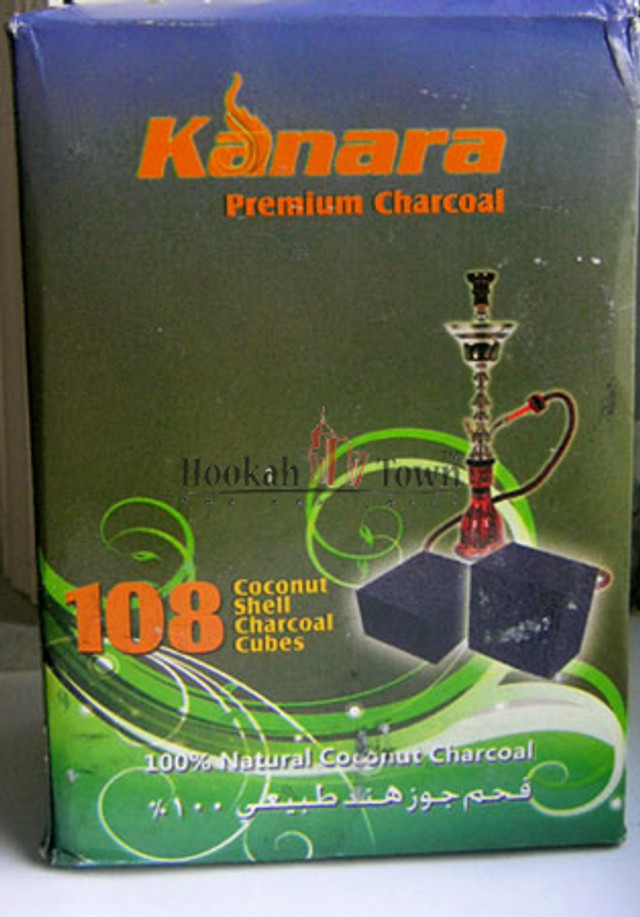 Kanara
Premium Charcoal
Hookah Town
108
Coconut
Shell
Charcoal
Cubes
100% Natural Coconut Charcoal
فحم جوز هند طبيعي ١٠٠%